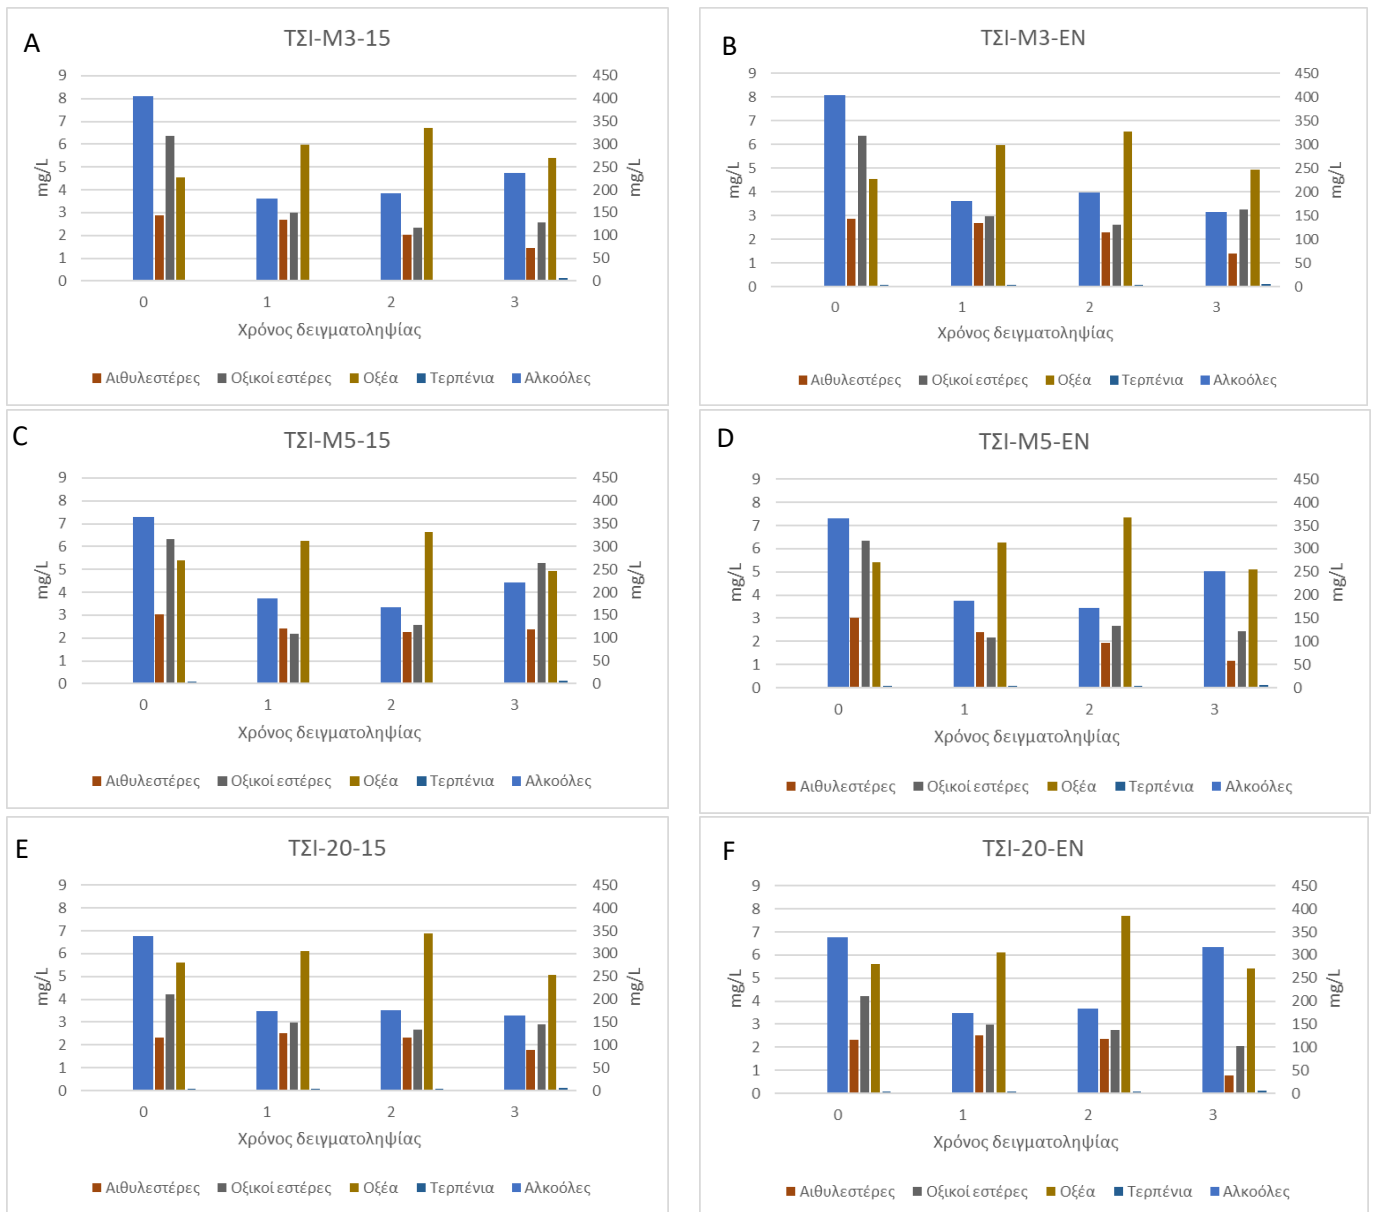 A
ΤΣΙ-Μ3-15
mg/L
9 8 7 6 5 4 3 2 1 0
450 400 350 300 250 200 150 100 50 0
mg/L
0 1 2 3
Χρόνος δειγματοληψίας
Αιθυλεστέρες Οξικοί εστέρες Οξέα Τερπένια Αλκοόλες
B
ΤΣΙ-Μ3-ΕΝ
mg/L
9 8 7 6 5 4 3 2 1 0
450 400 350 300 250 200 150 100 50 0
mg/L
0 1 2 3
Χρόνος δειγματοληψίας
Αιθυλεστέρες Οξικοί εστέρες Οξέα Τερπένια Αλκοόλες
C
ΤΣΙ-Μ5-15
mg/L
9 8 7 6 5 4 3 2 1 0
450 400 350 300 250 200 150 100 50 0
mg/L
0 1 2 3
Χρόνος δειγματοληψίας
Αιθυλεστέρες Οξικοί εστέρες Οξέα Τερπένια Αλκοόλες
D
ΤΣΙ-Μ5-ΕΝ
mg/L
9 8 7 6 5 4 3 2 1 0
450 400 350 300 250 200 150 100 50 0
mg/L
0 1 2 3
Χρόνος δειγματοληψίας
Αιθυλεστέρες Οξικοί εστέρες Οξέα Τερπένια Αλκοόλες
E
ΤΣΙ-20-15
mg/L
9 8 7 6 5 4 3 2 1 0
450 400 350 300 250 200 150 100 50 0
mg/L
0 1 2 3
Χρόνος δειγματοληψίας
Αιθυλεστέρες Οξικοί εστέρες Οξέα Τερπένια Αλκοόλες
F
ΤΣΙ-20-ΕΝ
mg/L
9 8 7 6 5 4 3 2 1 0
450 400 350 300 250 200 150 100 50 0
mg/L
0 1 2 3
Χρόνος δειγματοληψίας
Αιθυλεστέρες Οξικοί εστέρες Οξέα Τερπένια Αλκοόλες